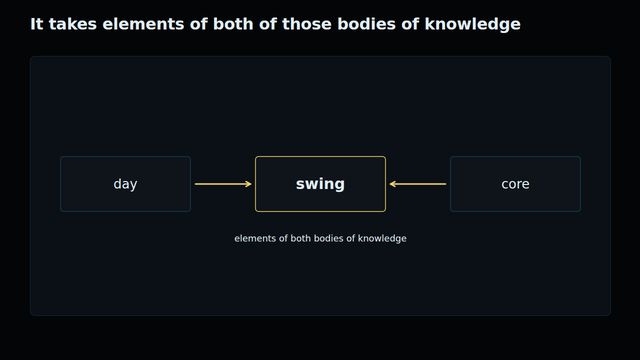 It takes elements of both of those bodies of knowledge
day
swing
core
elements of both bodies of knowledge